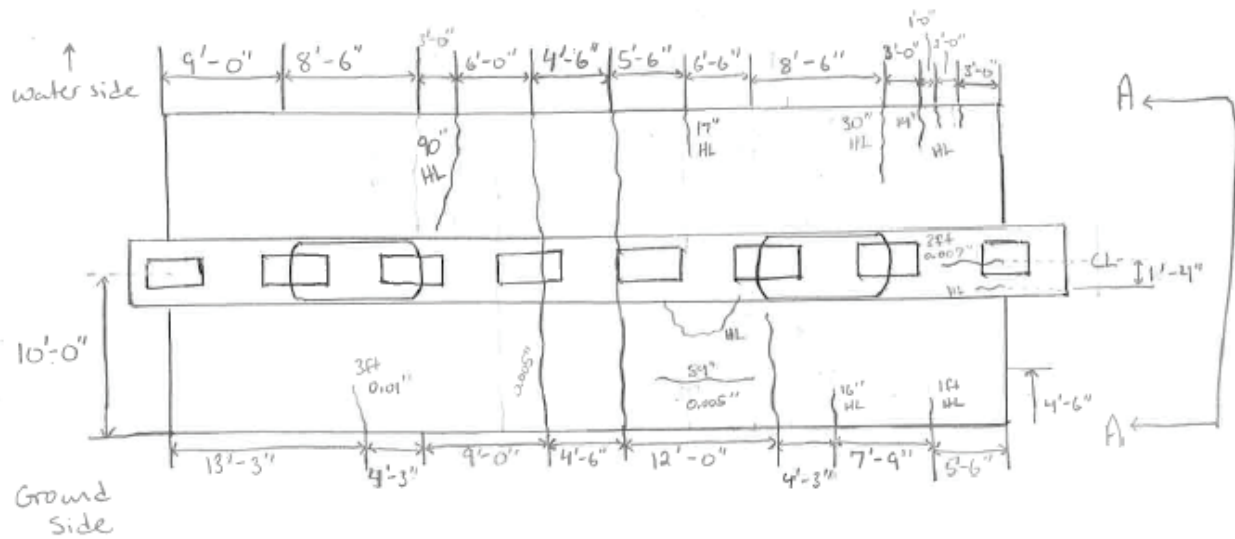 9'-0" 8'-6" 3'-0" 6'-0" 4'-6" 5'-6" 6'-6" 8'-6" 3'-0" 1'-0" 3'-0"
water side
A
90" HL
17" HL
30" HL
HL
2ft 0.007"
CL
1'-4"
HL
HL
10'-0"
3ft 0.01"
0.005"
0.005"
16" HL
1ft HL
4'-6"
A
13'-3" 4'-3" 9'-0" 4'-6" 12'-0" 4'-3" 7'-9" 5'-6"
Ground
Side